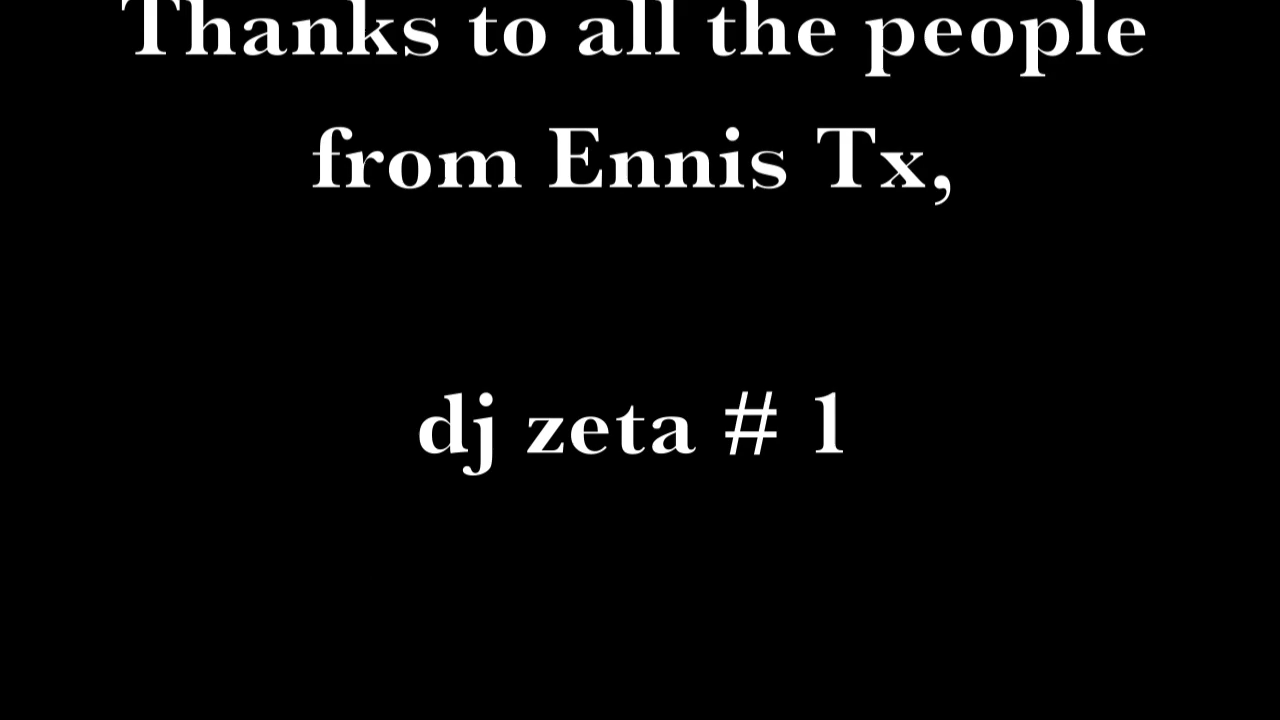 Thanks to all the people
from Ennis Tx,
dj zeta # 1